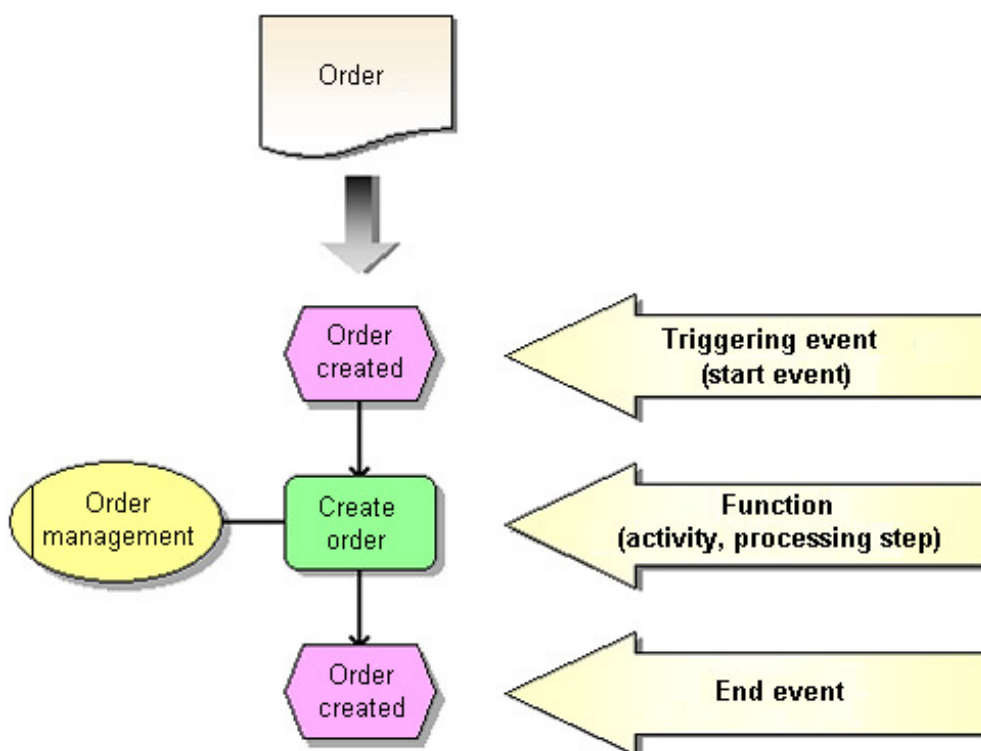 Order
Order
created
Triggering event
(start event)
Order
management
Create
order
Function
(activity, processing step)
Order
created
End event